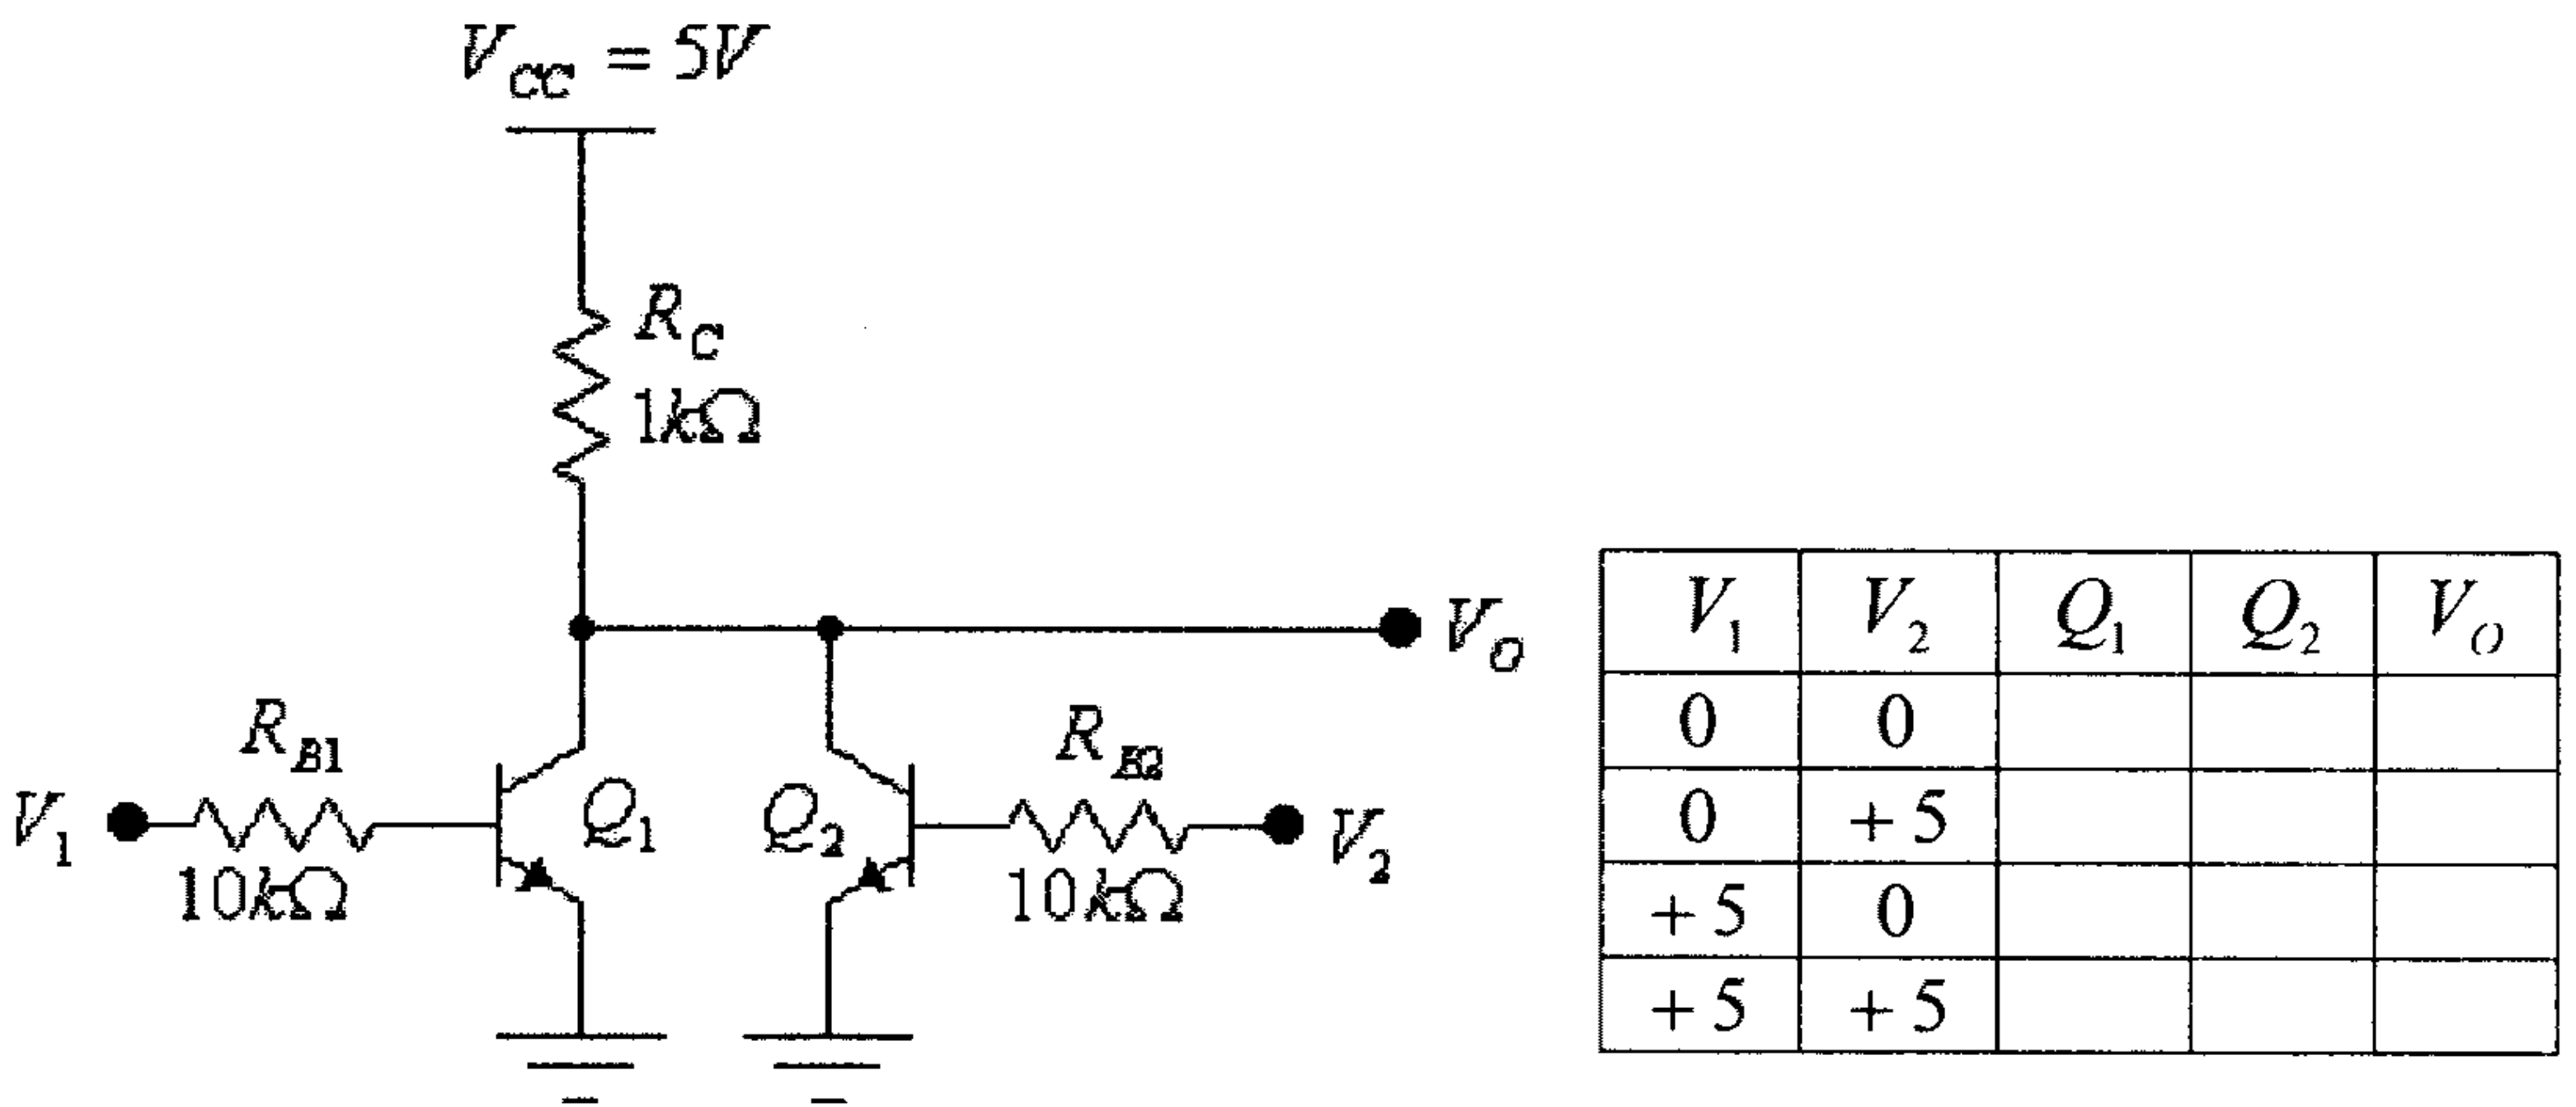 V_CC = 5V
R_C
1kΩ
V_O
R_B1
R_B2
V_1
Q_1
Q_2
V_2
10kΩ
10kΩ
V_1 V_2 Q_1 Q_2 V_O
0 0
0 +5
+5 0
+5 +5